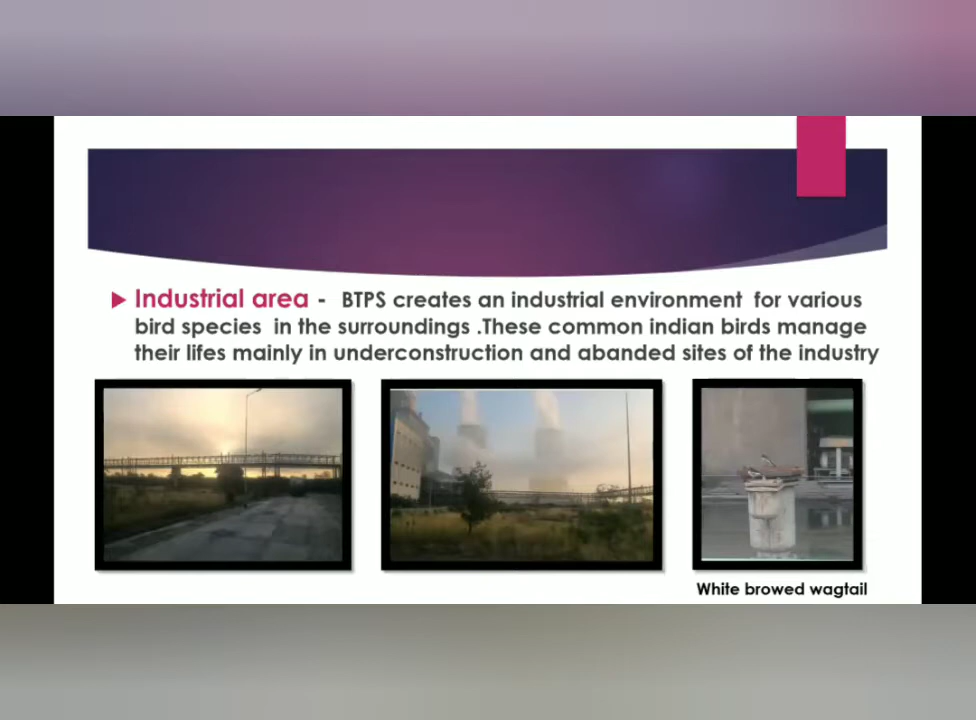 Industrial area - BTPS creates an industrial environment for various
bird species in the surroundings .These common indian birds manage
their lifes mainly in underconstruction and abanded sites of the industry
White browed wagtail